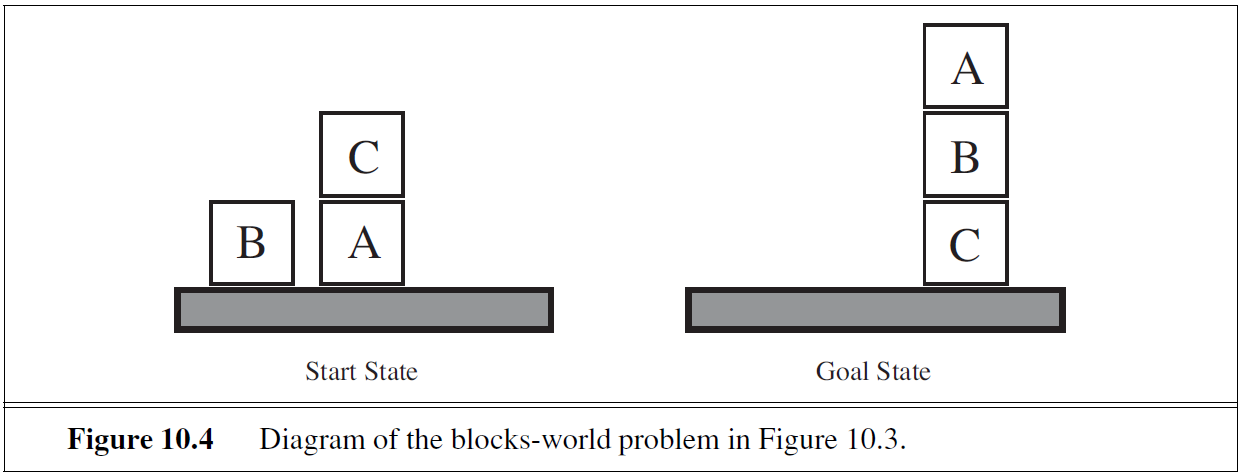 A
C
B
B
A
C
Start State
Goal State
Figure 10.4 Diagram of the blocks-world problem in Figure 10.3.